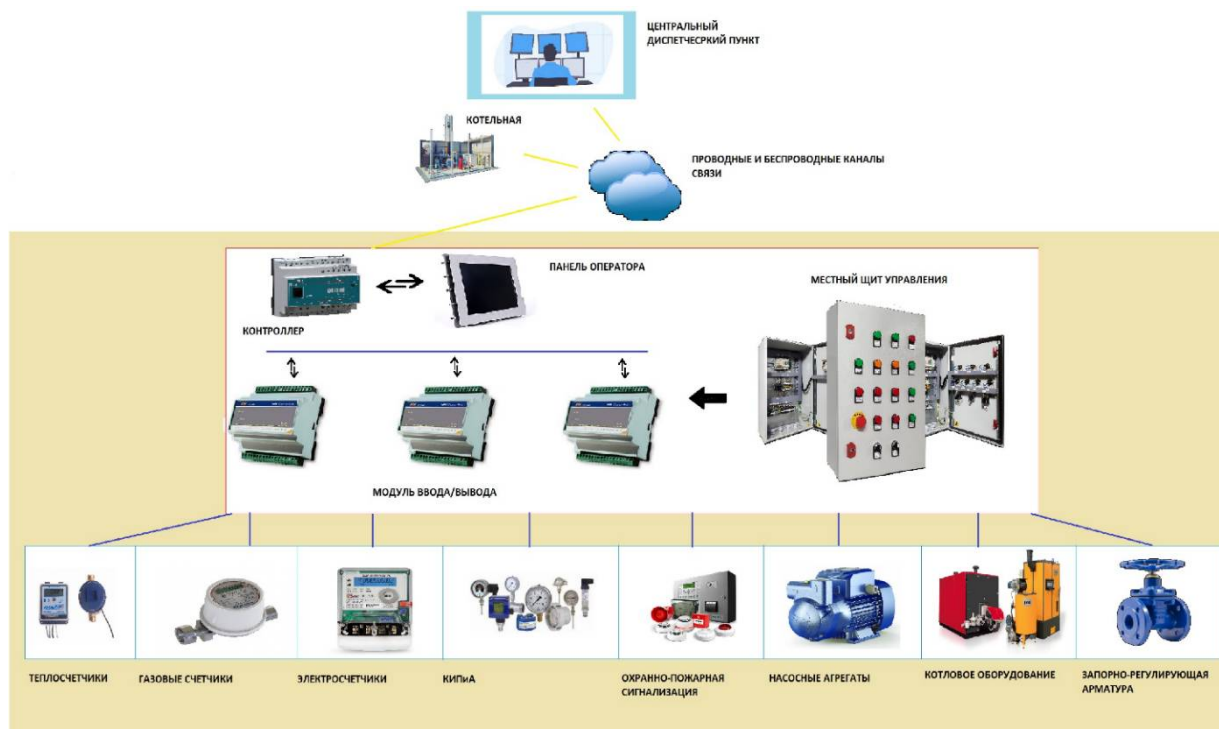 ЦЕНТРАЛЬНЫЙ
ДИСПЕТЧЕСРКИЙ ПУНКТ
КОТЕЛЬНАЯ
ПРОВОДНЫЕ И БЕСПРОВОДНЫЕ КАНАЛЫ
СВЯЗИ
ПАНЕЛЬ ОПЕРАТОРА
МЕСТНЫЙ ЩИТ УПРАВЛЕНИЯ
КОНТРОЛЛЕР
МОДУЛЬ ВВОДА/ВЫВОДА
ТЕПЛОСЧЕТЧИКИ
ГАЗОВЫЕ СЧЕТЧИКИ
ЭЛЕКТРОСЧЕТЧИКИ
КИПиА
ОХРАННО-ПОЖАРНАЯ
СИГНАЛИЗАЦИЯ
НАСОСНЫЕ АГРЕГАТЫ
КОТЛОВОЕ ОБОРУДОВАНИЕ
ЗАПОРНО-РЕГУЛИРУЮЩАЯ
АРМАТУРА